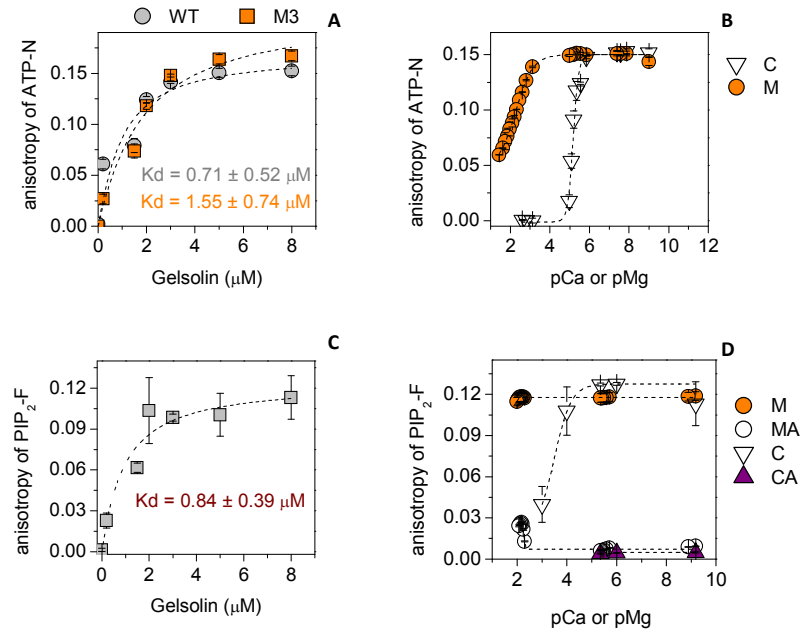 WT M3 A
anisotropy of ATP-N
0.15
0.10
0.05
0.00
Kd = 0.71 ± 0.52 μM
Kd = 1.55 ± 0.74 μM
0 2 4 6 8
Gelsolin (μM)
B
C
M
anisotropy of ATP-N
0.15
0.10
0.05
0.00
2 4 6 8 10 12
pCa or pMg
C
anisotropy of PIP₂-F
0.12
0.09
0.06
0.03
0.00
Kd = 0.84 ± 0.39 μM
0 2 4 6 8
Gelsolin (μM)
D
M
MA
C
CA
anisotropy of PIP₂-F
0.12
0.09
0.06
0.03
0.00
2 4 6 8 10
pCa or pMg